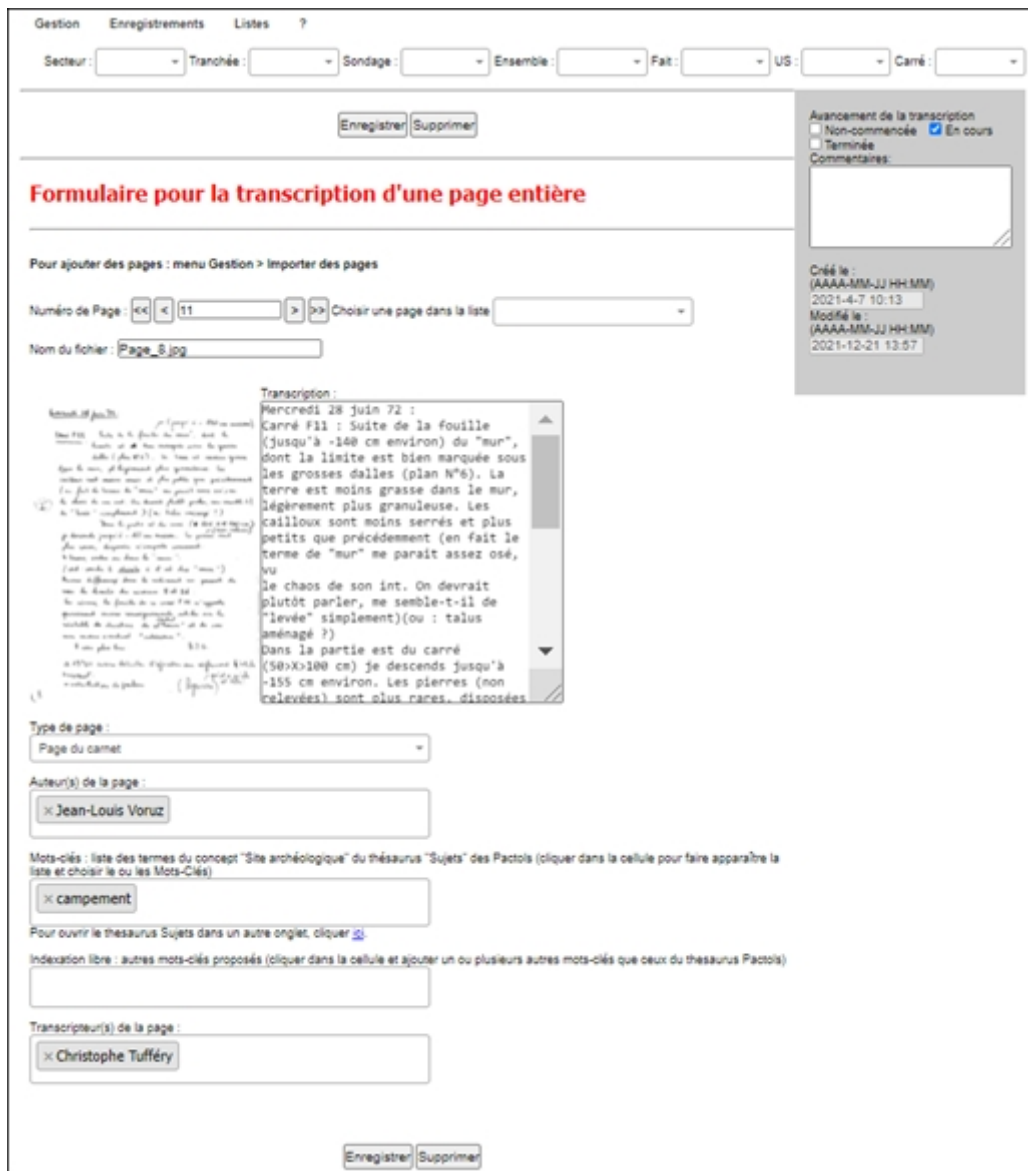 Gestion Enregistrements Listes ?
Secteur : Tranchée : Sondage : Ensemble : Fait : US : Carré :
Enregistrer Supprimer
Avancement de la transcription
Non-commencée En cours
Terminée
Commentaires:
Créé le :
(AAAA-MM-JJ HH:MM)
2021-4-7 10:13
Modifié le :
(AAAA-MM-JJ HH:MM)
2021-12-21 13:57
Formulaire pour la transcription d'une page entière
Pour ajouter des pages : menu Gestion > Importer des pages
Numéro de Page : << < 11 > >> Choisir une page dans la liste
Nom du fichier : Page_8.jpg
Transcription :
Mercredi 28 juin 72 :
Carré F11 : Suite de la fouille
(jusqu'à -140 cm environ) du "mur",
dont la limite est bien marquée sous
les grosses dalles (plan N°6). La
terre est moins grasse dans le mur,
légèrement plus granuleuse. Les
cailloux sont moins serrés et plus
petits que précédemment (en fait le
terme de "mur" me parait assez osé,
vu
le chaos de son int. On devrait
plutôt parler, me semble-t-il de
"levée" simplement)(ou : talus
aménagé ?)
Dans la partie est du carré
(50>X>100 cm) je descends jusqu'à
-155 cm environ. Les pierres (non
relevées) sont plus rares, disposées
Type de page :
Page du carnet
Auteur(s) de la page :
×Jean-Louis Voruz
Mots-clés : liste des termes du concept "Site archéologique" du thésaurus "Sujets" des Pactols (cliquer dans la cellule pour faire apparaître la
liste et choisir le ou les Mots-Clés)
×campement
Pour ouvrir le thesaurus Sujets dans un autre onglet, cliquer ici.
Indexation libre : autres mots-clés proposés (cliquer dans la cellule et ajouter un ou plusieurs autres mots-clés que ceux du thesaurus Pactols)
Transcripteur(s) de la page :
×Christophe Tufféry
Enregistrer Supprimer